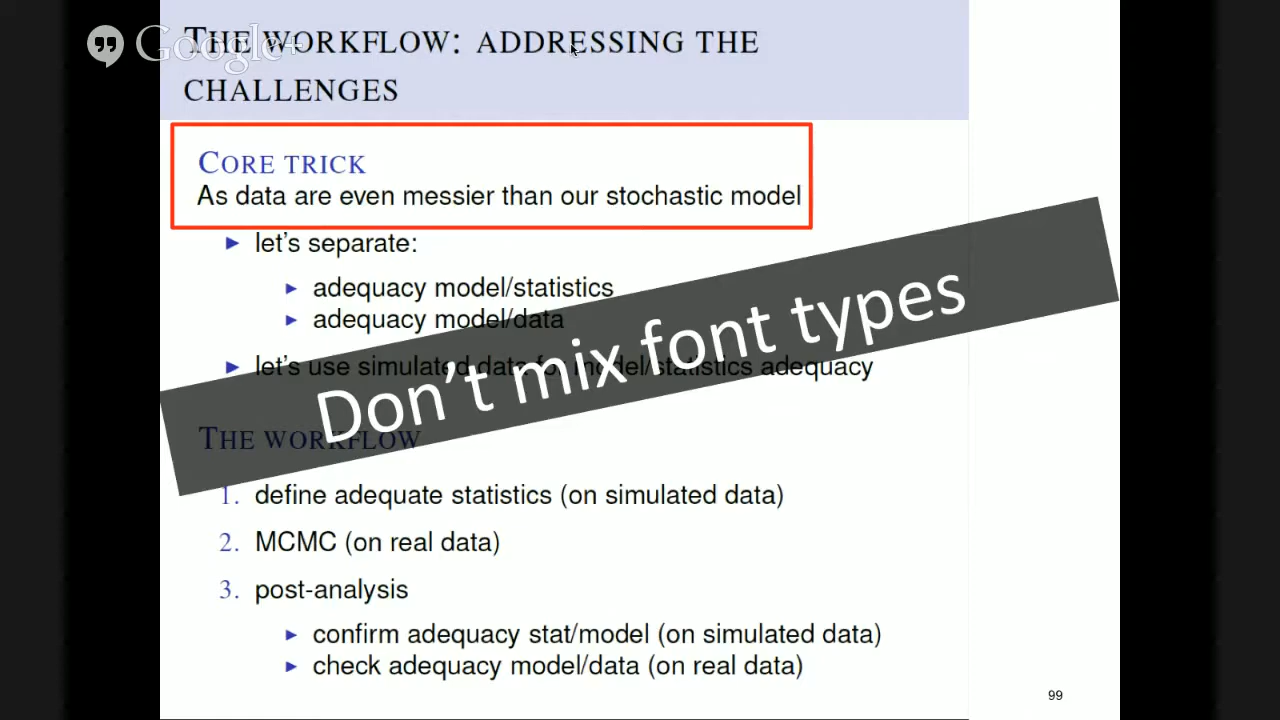 Google+
THE WORKFLOW: ADDRESSING THE
CHALLENGES
CORE TRICK
As data are even messier than our stochastic model
let's separate:
adequacy model/statistics
adequacy model/data
let's use simulated data for model/statistics adequacy
Don't mix font types
THE WORKFLOW
1. define adequate statistics (on simulated data)
2. MCMC (on real data)
3. post-analysis
confirm adequacy stat/model (on simulated data)
check adequacy model/data (on real data)
99